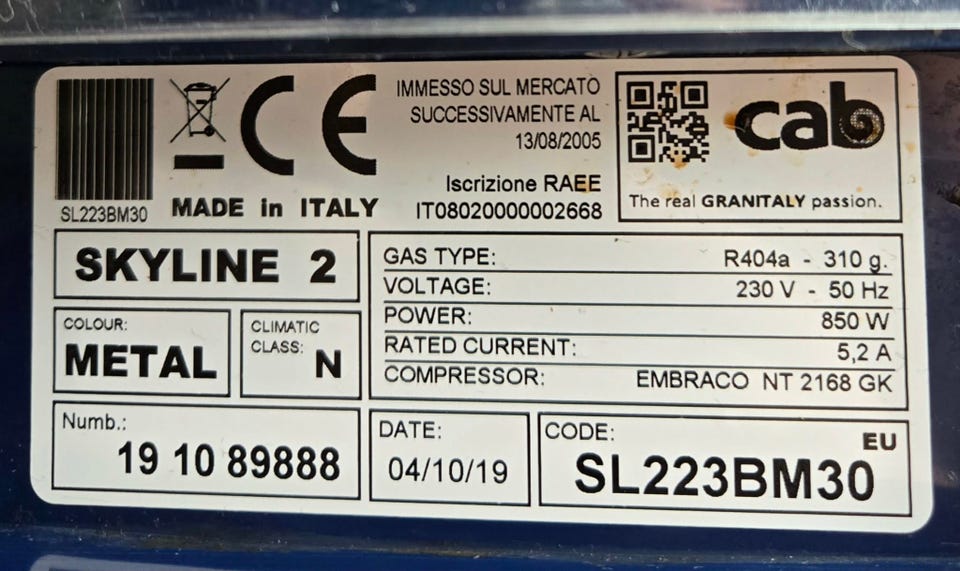 SL223BM30
CE
MADE in ITALY
IMMESSO SUL MERCATO
SUCCESSIVAMENTE AL
13/08/2005
Iscrizione RAEE
IT08020000002668
cab
The real GRANITALY passion.
SKYLINE 2
COLOUR:
METAL
CLIMATIC
CLASS: N
GAS TYPE: R404a - 310 g.
VOLTAGE: 230 V - 50 Hz
POWER: 850 W
RATED CURRENT: 5,2 A
COMPRESSOR: EMBRACO NT 2168 GK
Numb.:
19 10 89888
DATE:
04/10/19
CODE:
EU
SL223BM30